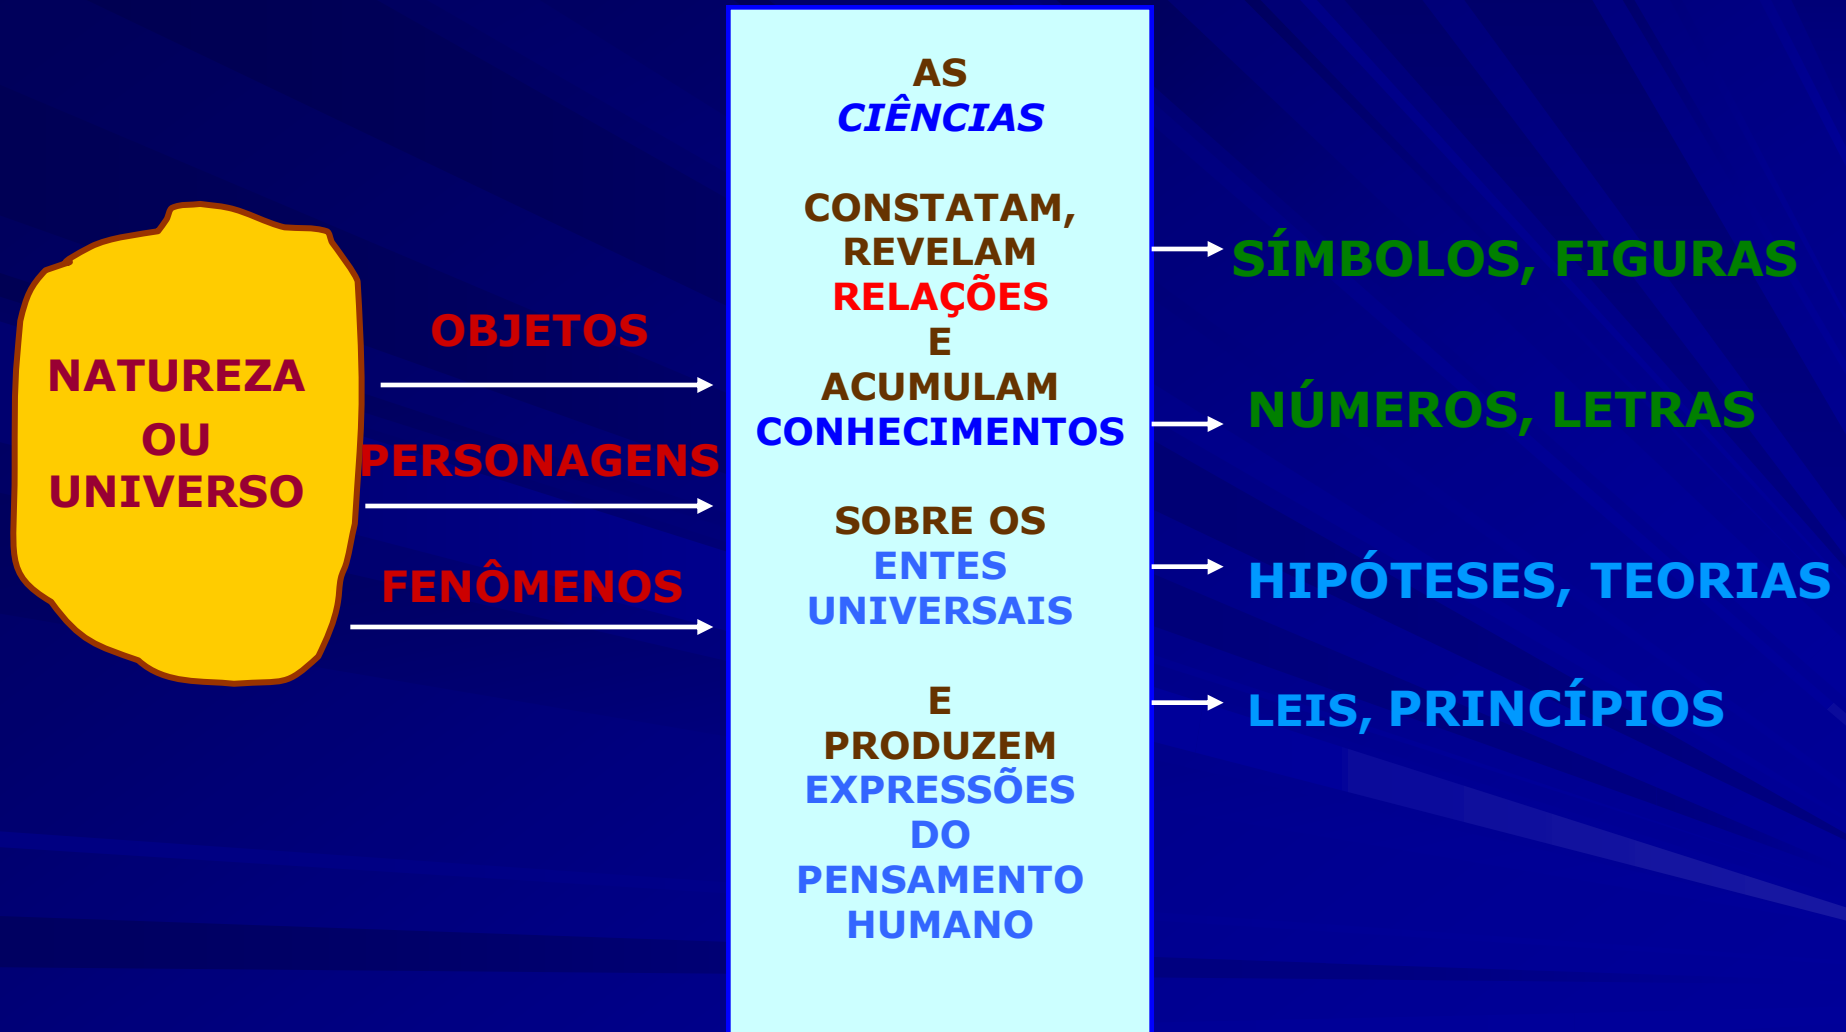 NATUREZA
OU
UNIVERSO
OBJETOS
PERSONAGENS
FENÔMENOS
AS
CIÊNCIAS
CONSTATAM,
REVELAM
RELAÇÕES
E
ACUMULAM
CONHECIMENTOS
SOBRE OS
ENTES
UNIVERSAIS
E
PRODUZEM
EXPRESSÕES
DO
PENSAMENTO
HUMANO
SÍMBOLOS, FIGURAS
NÚMEROS, LETRAS
HIPÓTESES, TEORIAS
LEIS, PRINCÍPIOS